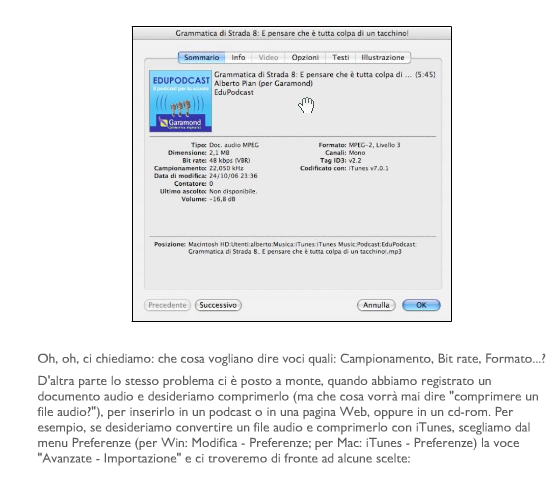 Grammatica di Strada 8: E pensare che è tutta colpa di un tacchino!
Sommario Info Video Opzioni Testi Illustrazione
EDUPODCAST
Il podcast per la scuola
Garamond
Grammatica di Strada 8: E pensare che è tutta colpa di ... (5:45)
Alberto Pian (per Garamond)
EduPodcast
Tipo: Doc. audio MPEG
Dimensione: 2,1 MB
Bit rate: 48 kbps (VBR)
Campionamento: 22,050 kHz
Data di modifica: 24/10/06 23:36
Contatore: 0
Ultimo ascolto: Non disponibile.
Volume: -16,8 dB
Formato: MPEG-2, Livello 3
Canali: Mono
Tag ID3: v2.2
Codificato con: iTunes v7.0.1
Posizione: Macintosh HD:Utenti:alberto:Musica:iTunes:iTunes Music:Podcast:EduPodcast:
Grammatica di Strada 8_ E pensare che è tutta colpa di un tacchino!.mp3
Precedente Successivo Annulla OK
Oh, oh, ci chiediamo: che cosa vogliano dire voci quali: Campionamento, Bit rate, Formato...?
D'altra parte lo stesso problema ci è posto a monte, quando abbiamo registrato un
documento audio e desideriamo comprimerlo (ma che cosa vorrà mai dire "comprimere un
file audio?"), per inserirlo in un podcast o in una pagina Web, oppure in un cd-rom. Per
esempio, se desideriamo convertire un file audio e comprimerlo con iTunes, scegliamo dal
menu Preferenze (per Win: Modifica - Preferenze; per Mac: iTunes - Preferenze) la voce
"Avanzate - Importazione" e ci troveremo di fronte ad alcune scelte: